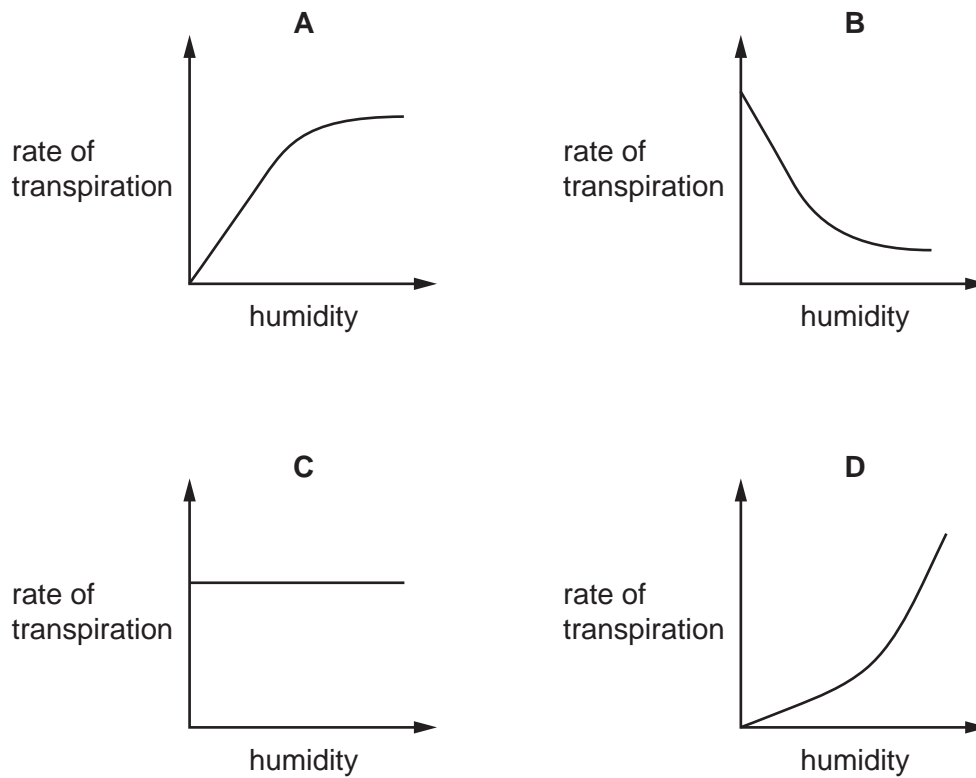 A
rate of
transpiration
humidity
B
rate of
transpiration
humidity
C
rate of
transpiration
humidity
D
rate of
transpiration
humidity